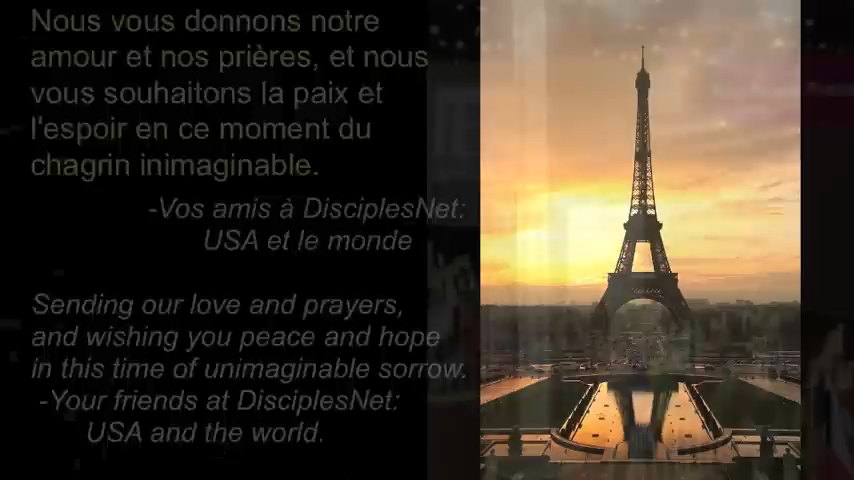 Nous vous donnons notre
amour et nos prières, et nous
vous souhaitons la paix et
l'espoir en ce moment du
chagrin inimaginable.
-Vos amis à DisciplesNet:
USA et le monde
Sending our love and prayers,
and wishing you peace and hope
in this time of unimaginable sorrow.
-Your friends at DisciplesNet:
USA and the world.